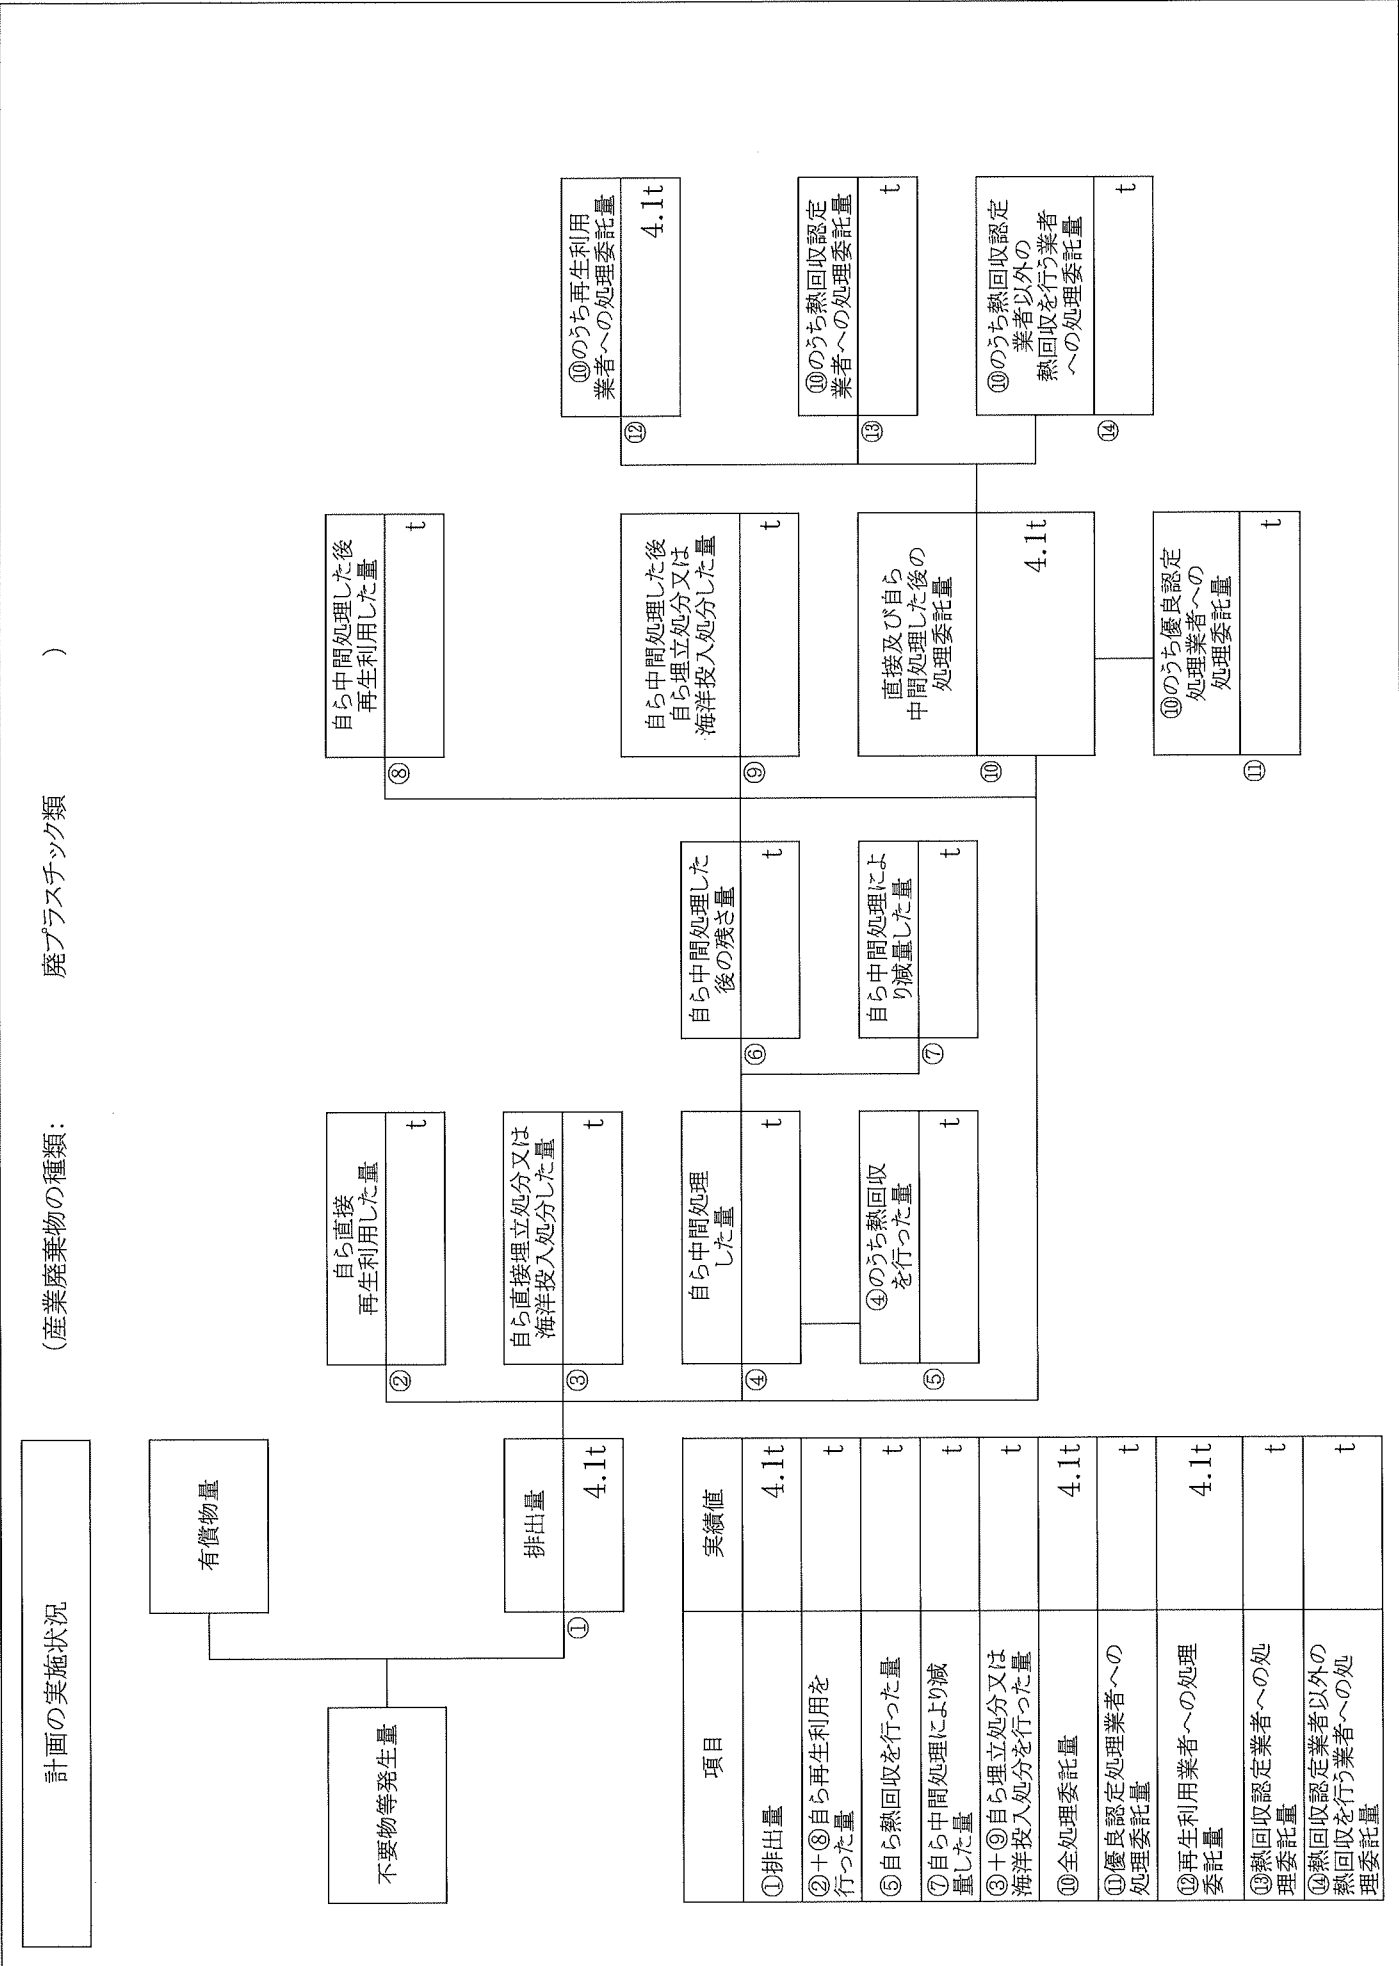 計画の実施状況
(産業廃棄物の種類: 廃プラスチック類 )
有償物量
不要物等発生量
排出量
①
4.1t
自ら直接
再生利用した量
②
t
自ら直接埋立処分又は
海洋投入処分した量
③
t
自ら中間処理
した量
④
t
④のうち熱回収
を行った量
⑤
t
自ら中間処理した
後の残さ量
⑥
t
自ら中間処理によ
り減量した量
⑦
t
自ら中間処理した後
再生利用した量
⑧
t
自ら中間処理した後
自ら埋立処分又は
海洋投入処分した量
⑨
t
直接及び自ら
中間処理した後の
処理委託量
⑩
4.1t
⑩のうち優良認定
処理業者への
処理委託量
⑪
t
⑩のうち再生利用
業者への処理委託量
⑫
4.1t
⑩のうち熱回収認定
業者への処理委託量
⑬
t
⑩のうち熱回収認定
業者以外の
熱回収を行う業者
への処理委託量
⑭
t
項目 実績値
①排出量 4.1t
②+⑧自ら再生利用を
行った量 t
⑤自ら熱回収を行った量 t
⑦自ら中間処理により減
量した量 t
③+⑨自ら埋立処分又は
海洋投入処分を行った量 t
⑩全処理委託量 4.1t
⑪優良認定処理業者への
処理委託量 t
⑫再生利用業者への処理
委託量 4.1t
⑬熱回収認定業者への処
理委託量 t
⑭熱回収認定業者以外の
熱回収を行う業者への処
理委託量 t